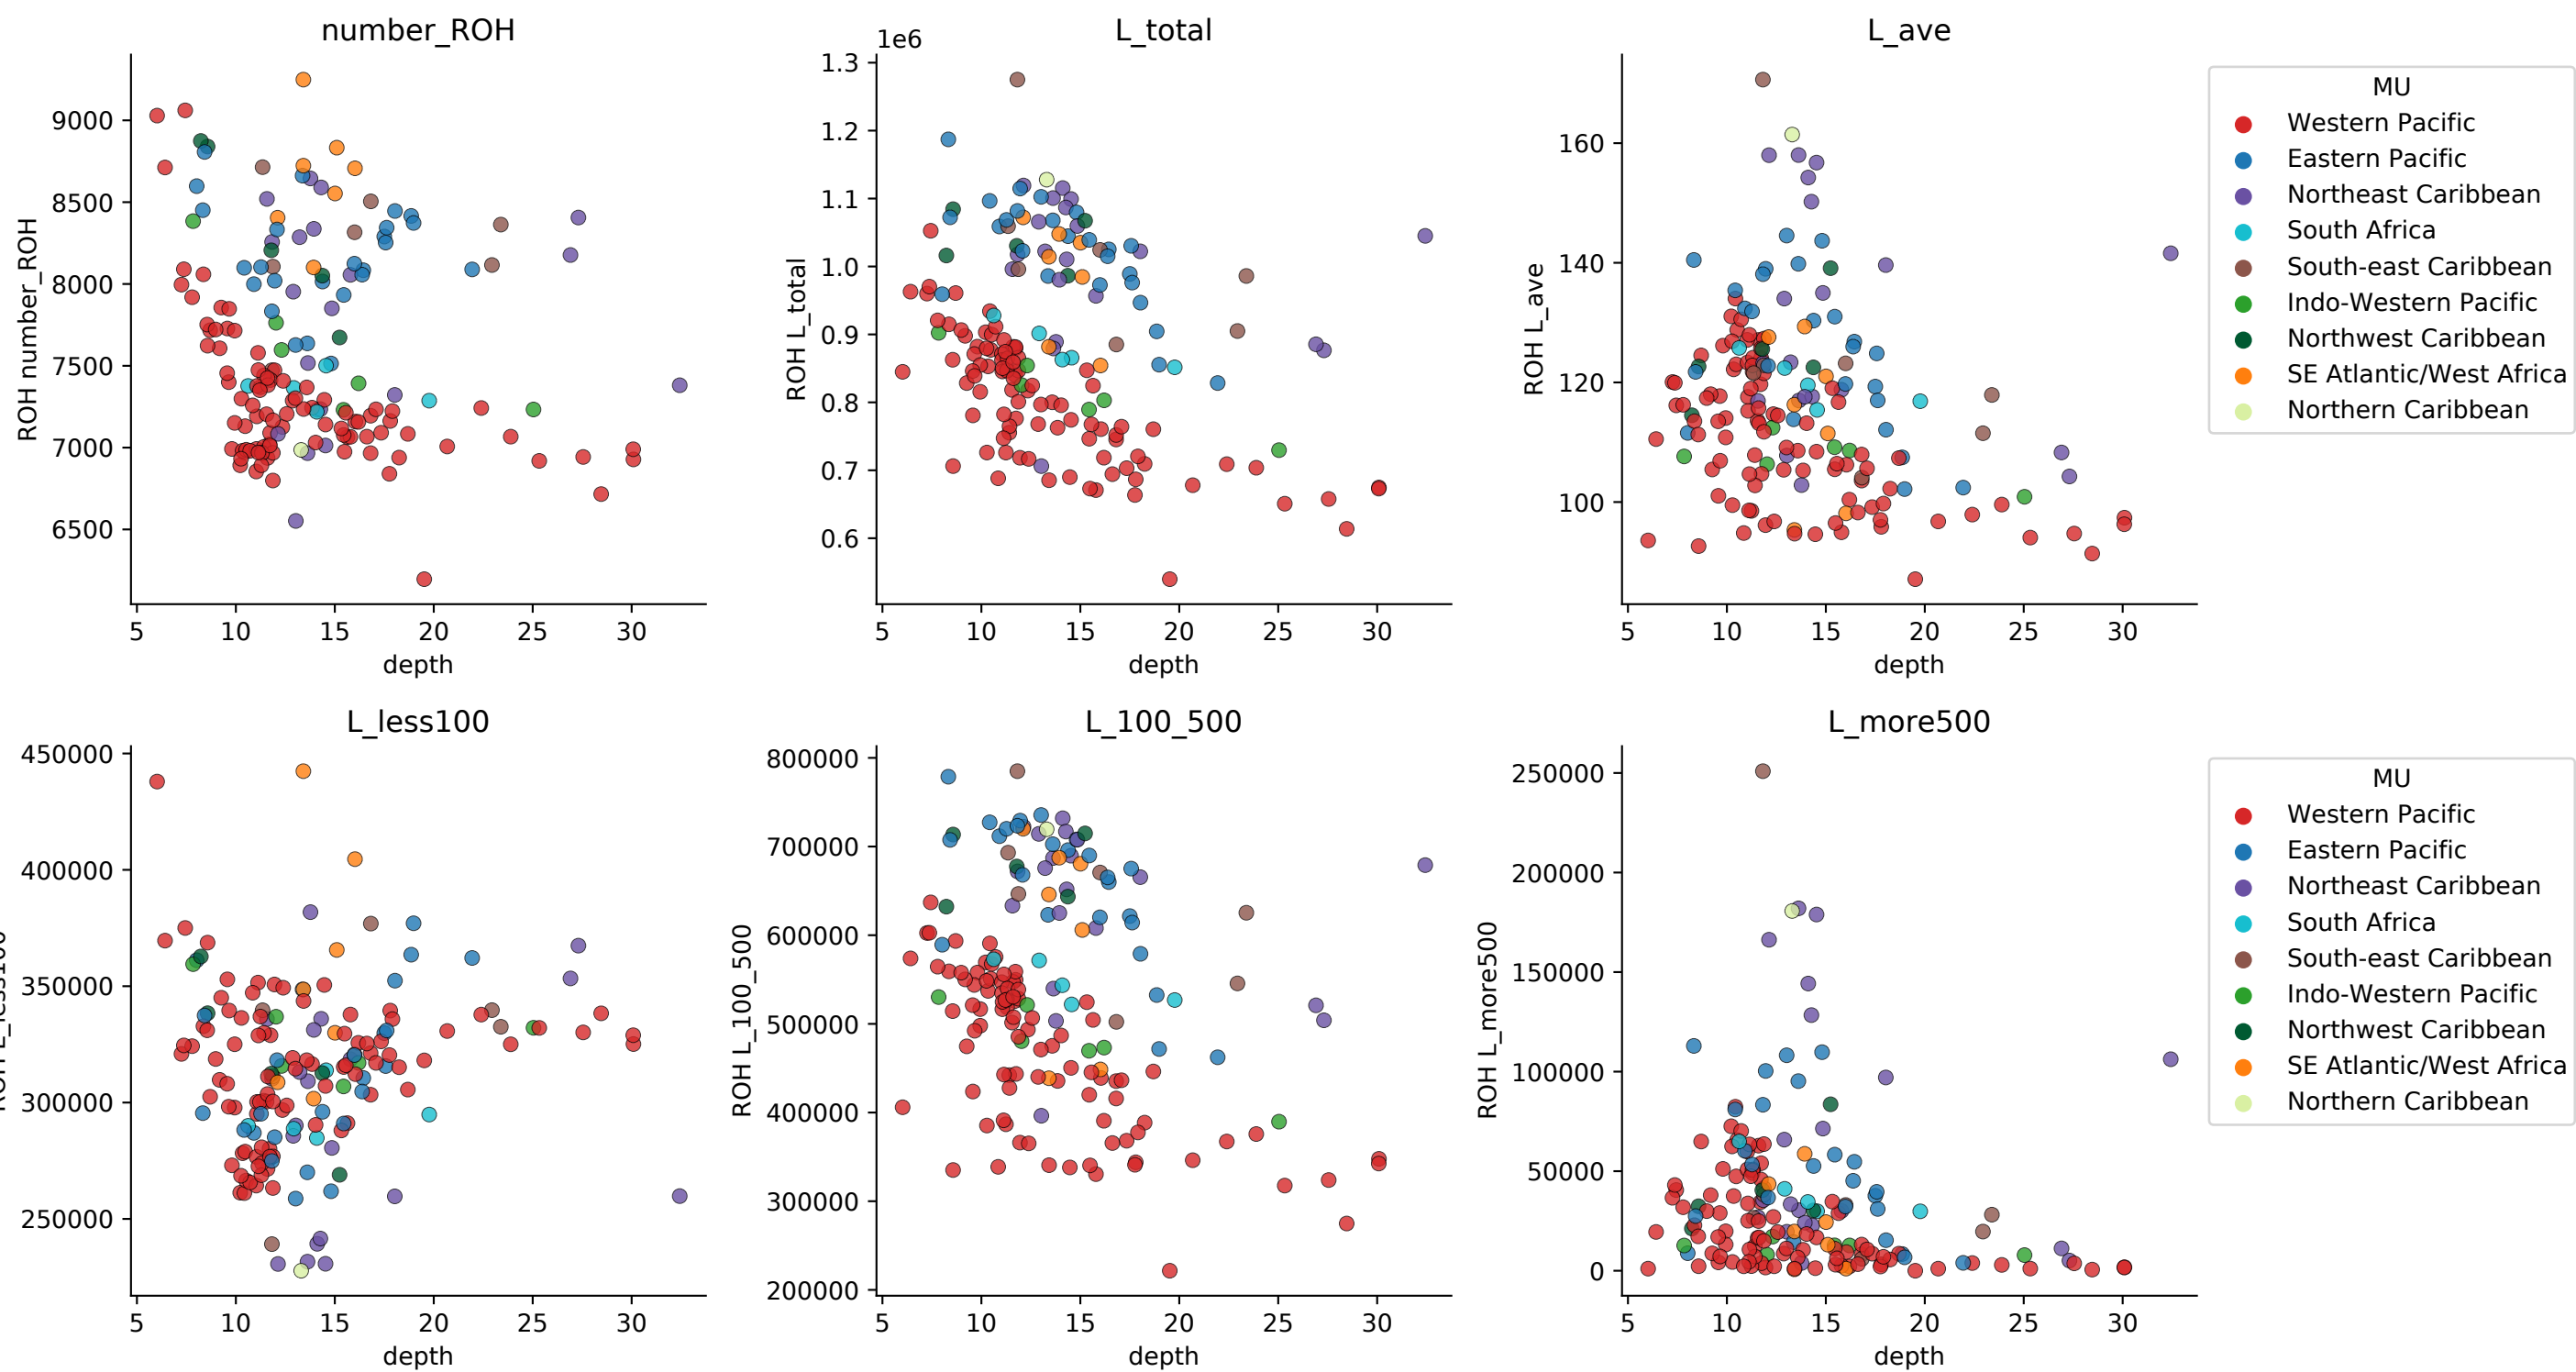 number_ROH
ROH number_ROH
9000
8500
8000
7500
7000
6500
5 10 15 20 25 30
depth
L_total
1e6
ROH L_total
1.3
1.2
1.1
1.0
0.9
0.8
0.7
0.6
5 10 15 20 25 30
depth
L_ave
ROH L_ave
160
140
120
100
5 10 15 20 25 30
depth
MU
Western Pacific
Eastern Pacific
Northeast Caribbean
South Africa
South-east Caribbean
Indo-Western Pacific
Northwest Caribbean
SE Atlantic/West Africa
Northern Caribbean
L_less100
ROH L_less100
450000
400000
350000
300000
250000
5 10 15 20 25 30
depth
L_100_500
ROH L_100_500
800000
700000
600000
500000
400000
300000
200000
5 10 15 20 25 30
depth
L_more500
ROH L_more500
250000
200000
150000
100000
50000
0
5 10 15 20 25 30
depth
MU
Western Pacific
Eastern Pacific
Northeast Caribbean
South Africa
South-east Caribbean
Indo-Western Pacific
Northwest Caribbean
SE Atlantic/West Africa
Northern Caribbean